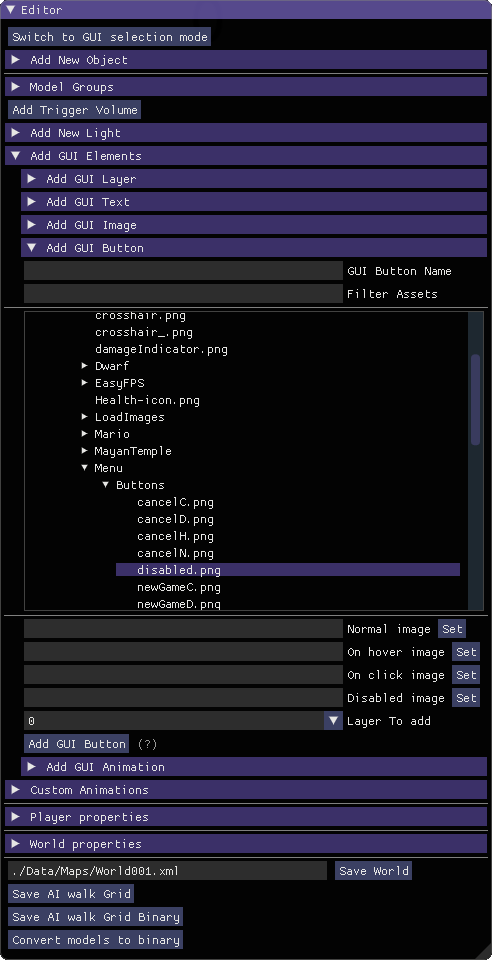 Editor
Switch to GUI selection mode
Add New Object
Model Groups
Add Trigger Volume
Add New Light
Add GUI Elements
Add GUI Layer
Add GUI Text
Add GUI Image
Add GUI Button
GUI Button Name
Filter Assets
crosshair.png
crosshair_.png
damageIndicator.png
Dwarf
EasyFPS
Health-icon.png
LoadImages
Mario
MayanTemple
Menu
Buttons
cancelC.png
cancelD.png
cancelH.png
cancelN.png
disabled.png
newGameC.png
newGameD.png
Normal image Set
On hover image Set
On click image Set
Disabled image Set
0 Layer To add
Add GUI Button (?)
Add GUI Animation
Custom Animations
Player properties
World properties
./Data/Maps/World001.xml Save World
Save AI walk Grid
Save AI walk Grid Binary
Convert models to binary